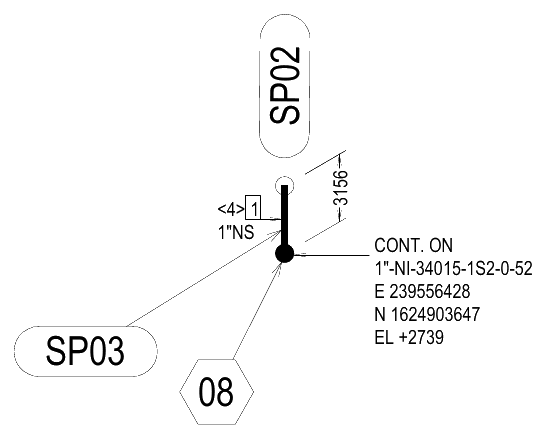 SP02
3156
<4> 1
1"NS
CONT. ON
1"-NI-34015-1S2-0-52
E 239556428
N 1624903647
EL +2739
SP03
08